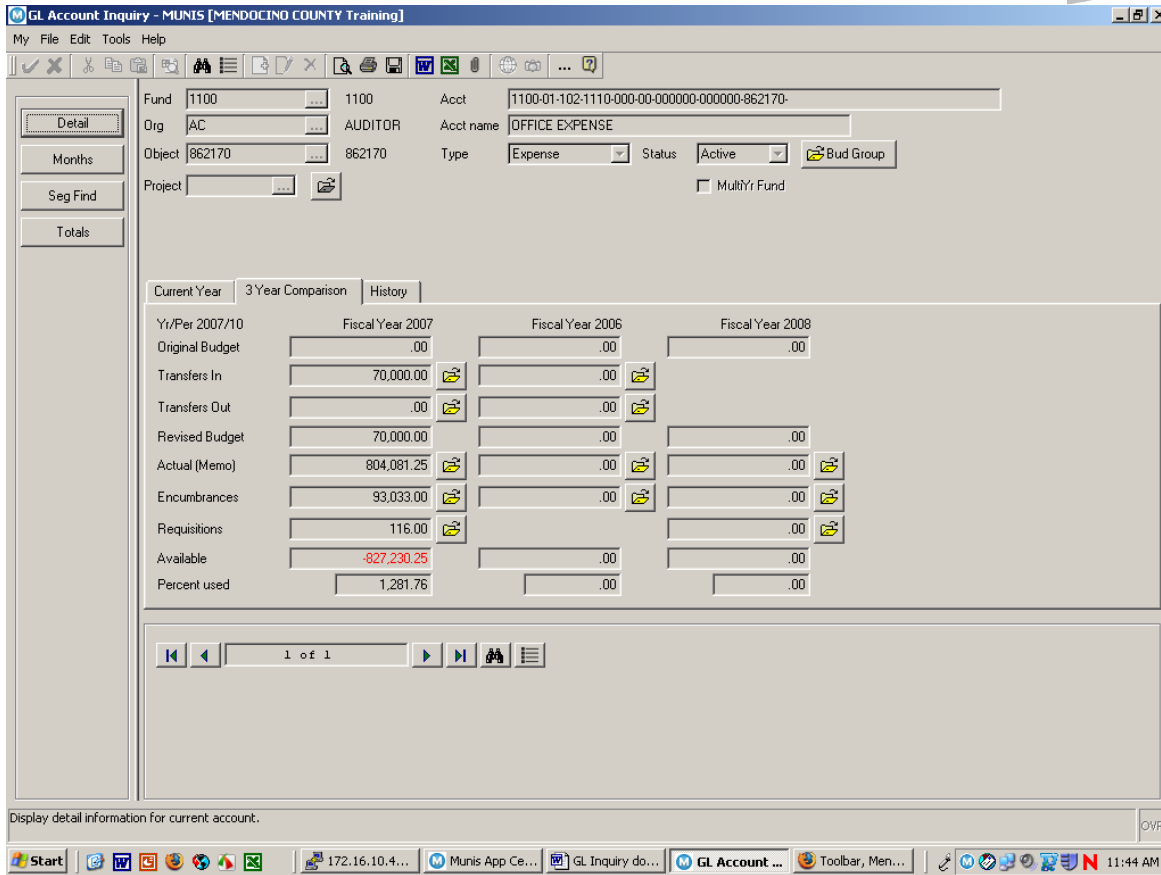 GL Account Inquiry - MUNIS [MENDOCINO COUNTY Training]
My File Edit Tools Help
Fund 1100 ... 1100 Acct 1100-01-102-1110-000-00-000000-000000-862170-
Detail
Org AC ... AUDITOR Acct name OFFICE EXPENSE
Months
Object 862170 ... 862170 Type Expense Status Active Bud Group
Seg Find
Project ... MultiYr Fund
Totals
Current Year 3 Year Comparison History
Yr/Per 2007/10 Fiscal Year 2007 Fiscal Year 2006 Fiscal Year 2008
Original Budget .00 .00 .00
Transfers In 70,000.00 .00
Transfers Out .00 .00
Revised Budget 70,000.00 .00 .00
Actual (Memo) 804,081.25 .00 .00
Encumbrances 93,033.00 .00 .00
Requisitions 116.00 .00
Available -827,230.25 .00 .00
Percent used 1,281.76 .00 .00
1 of 1
Display detail information for current account.
OVR
Start 172.16.10.4... Munis App Ce... GL Inquiry do... GL Account ... Toolbar, Men... 11:44 AM